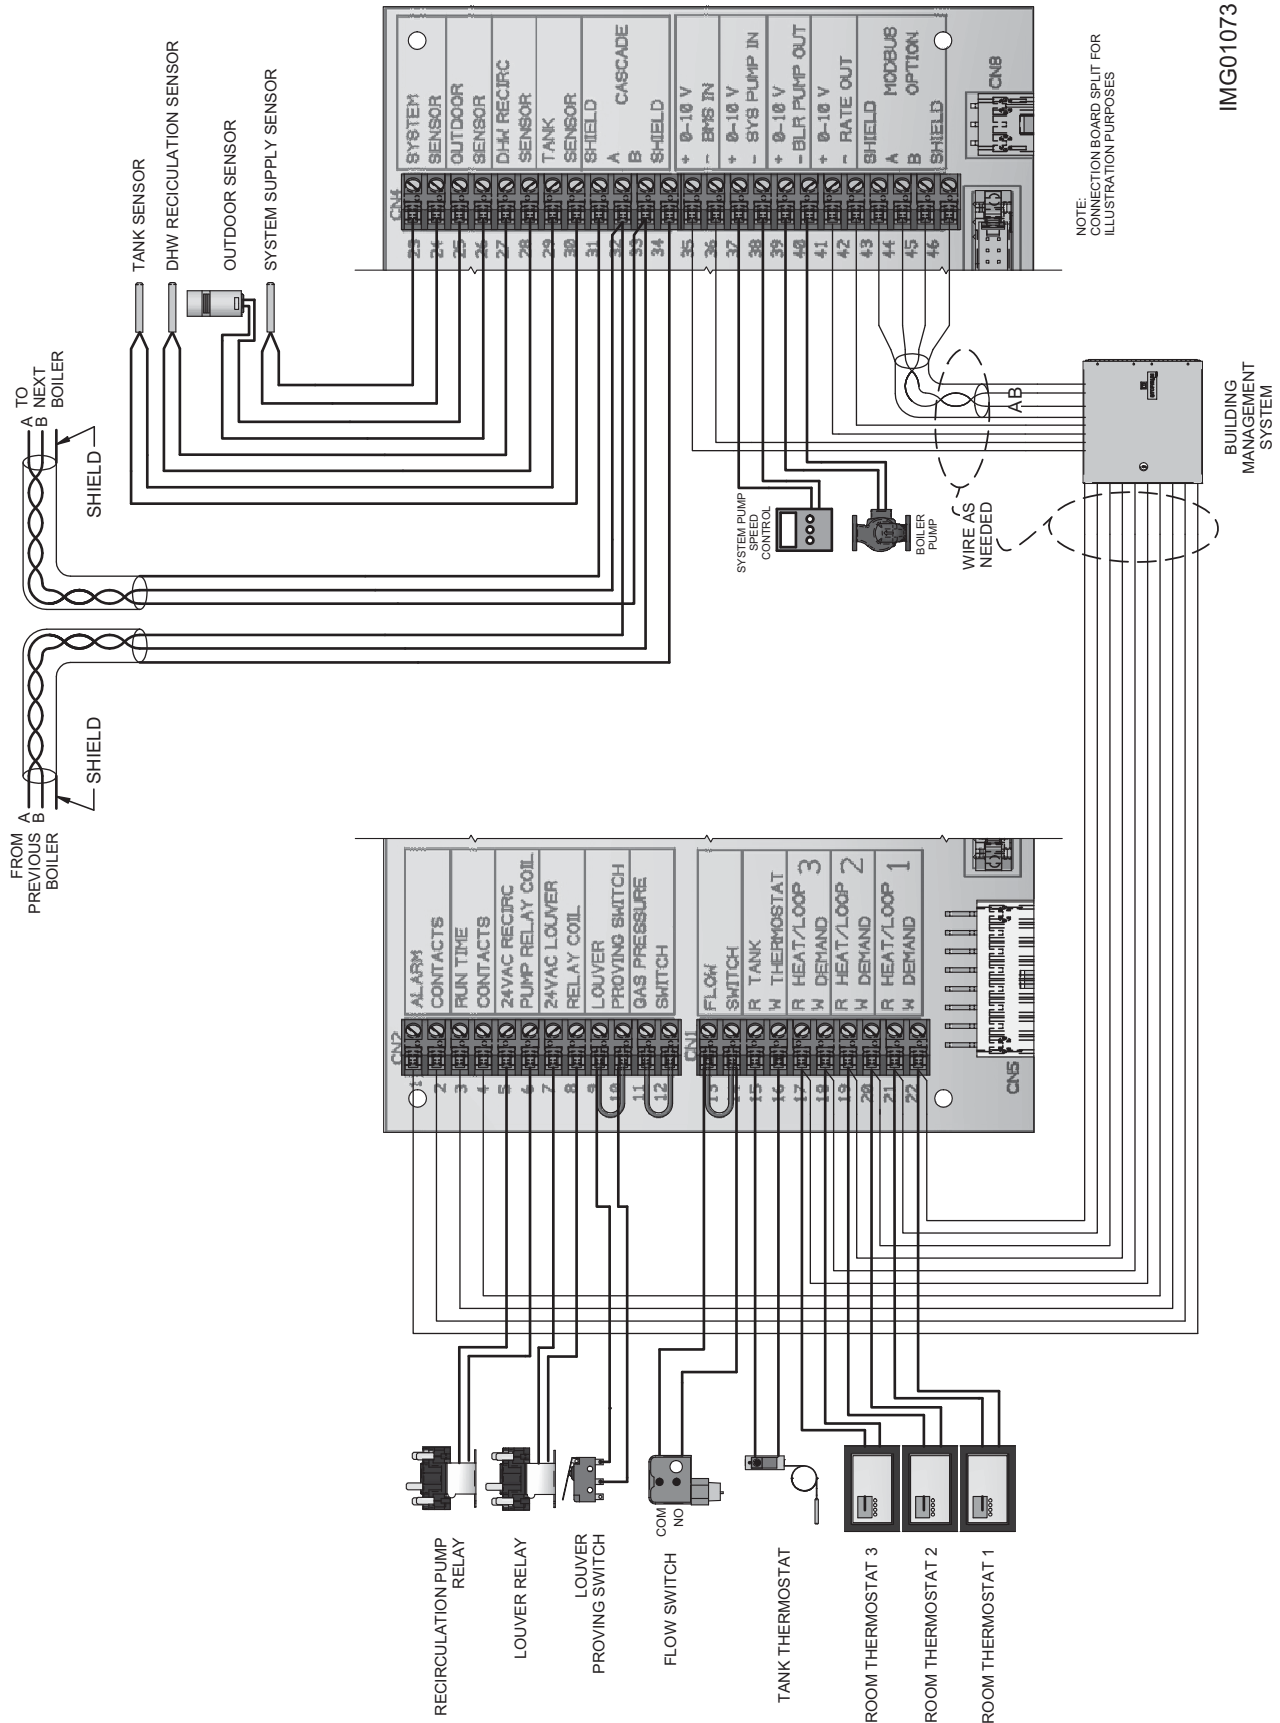 FROM
PREVIOUS
BOILER
A
B
SHIELD
A
B
TO
NEXT
BOILER
SHIELD
TANK SENSOR
DHW RECIRCULATION SENSOR
OUTDOOR SENSOR
SYSTEM SUPPLY SENSOR
CN2
1
2
3
4
5
6
7
8
9
10
11
12
ALARM
CONTACTS
RUN TIME
CONTACTS
24VAC RECIRC
PUMP RELAY COIL
24VAC LOUVER
RELAY COIL
LOUVER
PROVING SWITCH
GAS PRESSURE
SWITCH
CN1
13
14
15
16
17
18
19
20
21
22
FLOW
SWITCH
R TANK
W THERMOSTAT
R HEAT/LOOP
W DEMAND 3
R HEAT/LOOP
W DEMAND 2
R HEAT/LOOP
W DEMAND 1
CN5
CN4
23
24
25
26
27
28
29
30
31
32
33
34
35
36
37
38
39
40
41
42
43
44
45
46
SYSTEM
SENSOR
OUTDOOR
SENSOR
DHW RECIRC
SENSOR
TANK
SENSOR
SHIELD
A
CASCADE
B
SHIELD
+ 0-10 V
- BMS IN
+ 0-10 V
- SYS PUMP IN
+ 0-10 V
- BLR PUMP OUT
+ 0-10 V
- RATE OUT
SHIELD
A MODBUS
B OPTION
SHIELD
CN8
RECIRCULATION PUMP
RELAY
LOUVER RELAY
LOUVER
PROVING SWITCH
FLOW SWITCH
COM
NO
TANK THERMOSTAT
ROOM THERMOSTAT 3
ROOM THERMOSTAT 2
ROOM THERMOSTAT 1
SYSTEM PUMP
SPEED
CONTROL
BOILER
PUMP
WIRE AS
NEEDED
A
B
BUILDING
MANAGEMENT
SYSTEM
NOTE:
CONNECTION BOARD SPLIT FOR
ILLUSTRATION PURPOSES
IMG01073